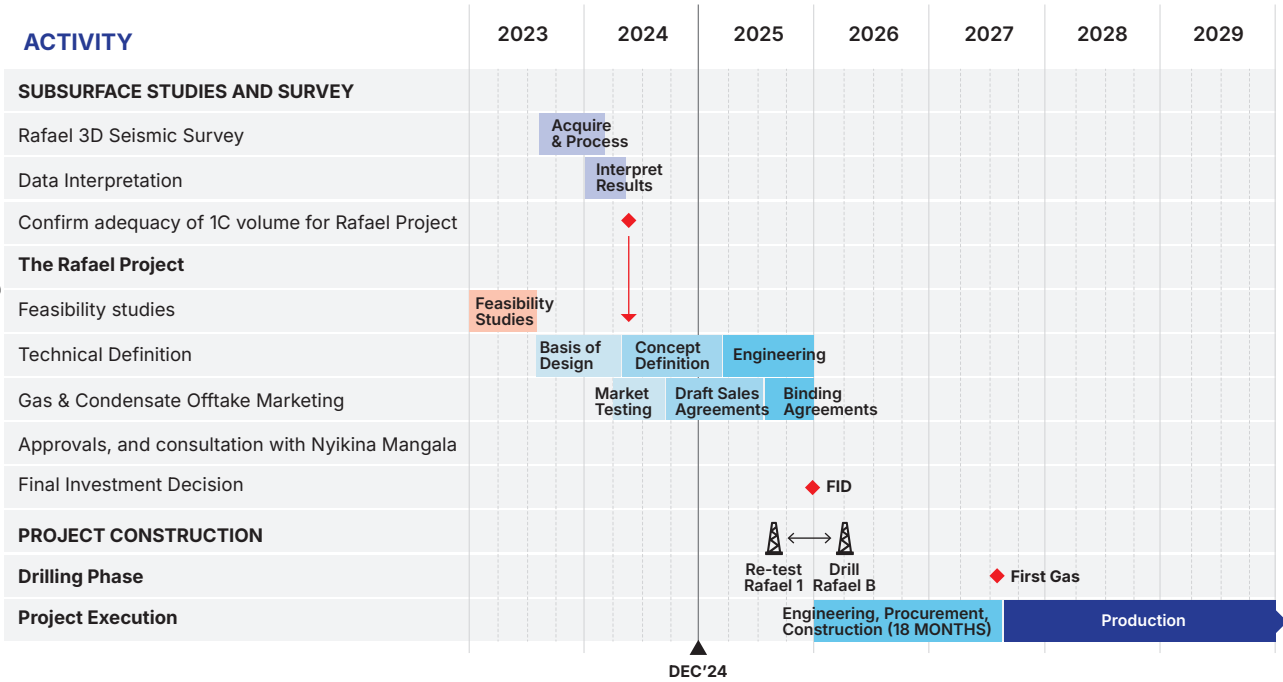 ACTIVITY
2023
2024
2025
2026
2027
2028
2029
SUBSURFACE STUDIES AND SURVEY
Rafael 3D Seismic Survey
Acquire
& Process
Data Interpretation
Interpret
Results
Confirm adequacy of 1C volume for Rafael Project
The Rafael Project
Feasibility studies
Feasibility
Studies
Technical Definition
Basis of
Design
Concept
Definition
Engineering
Gas & Condensate Offtake Marketing
Market
Testing
Draft Sales
Agreements
Binding
Agreements
Approvals, and consultation with Nyikina Mangala
Final Investment Decision
FID
PROJECT CONSTRUCTION
Re-test
Rafael 1
Drill
Rafael B
Drilling Phase
First Gas
Project Execution
Engineering, Procurement,
Construction (18 MONTHS)
Production
DEC'24